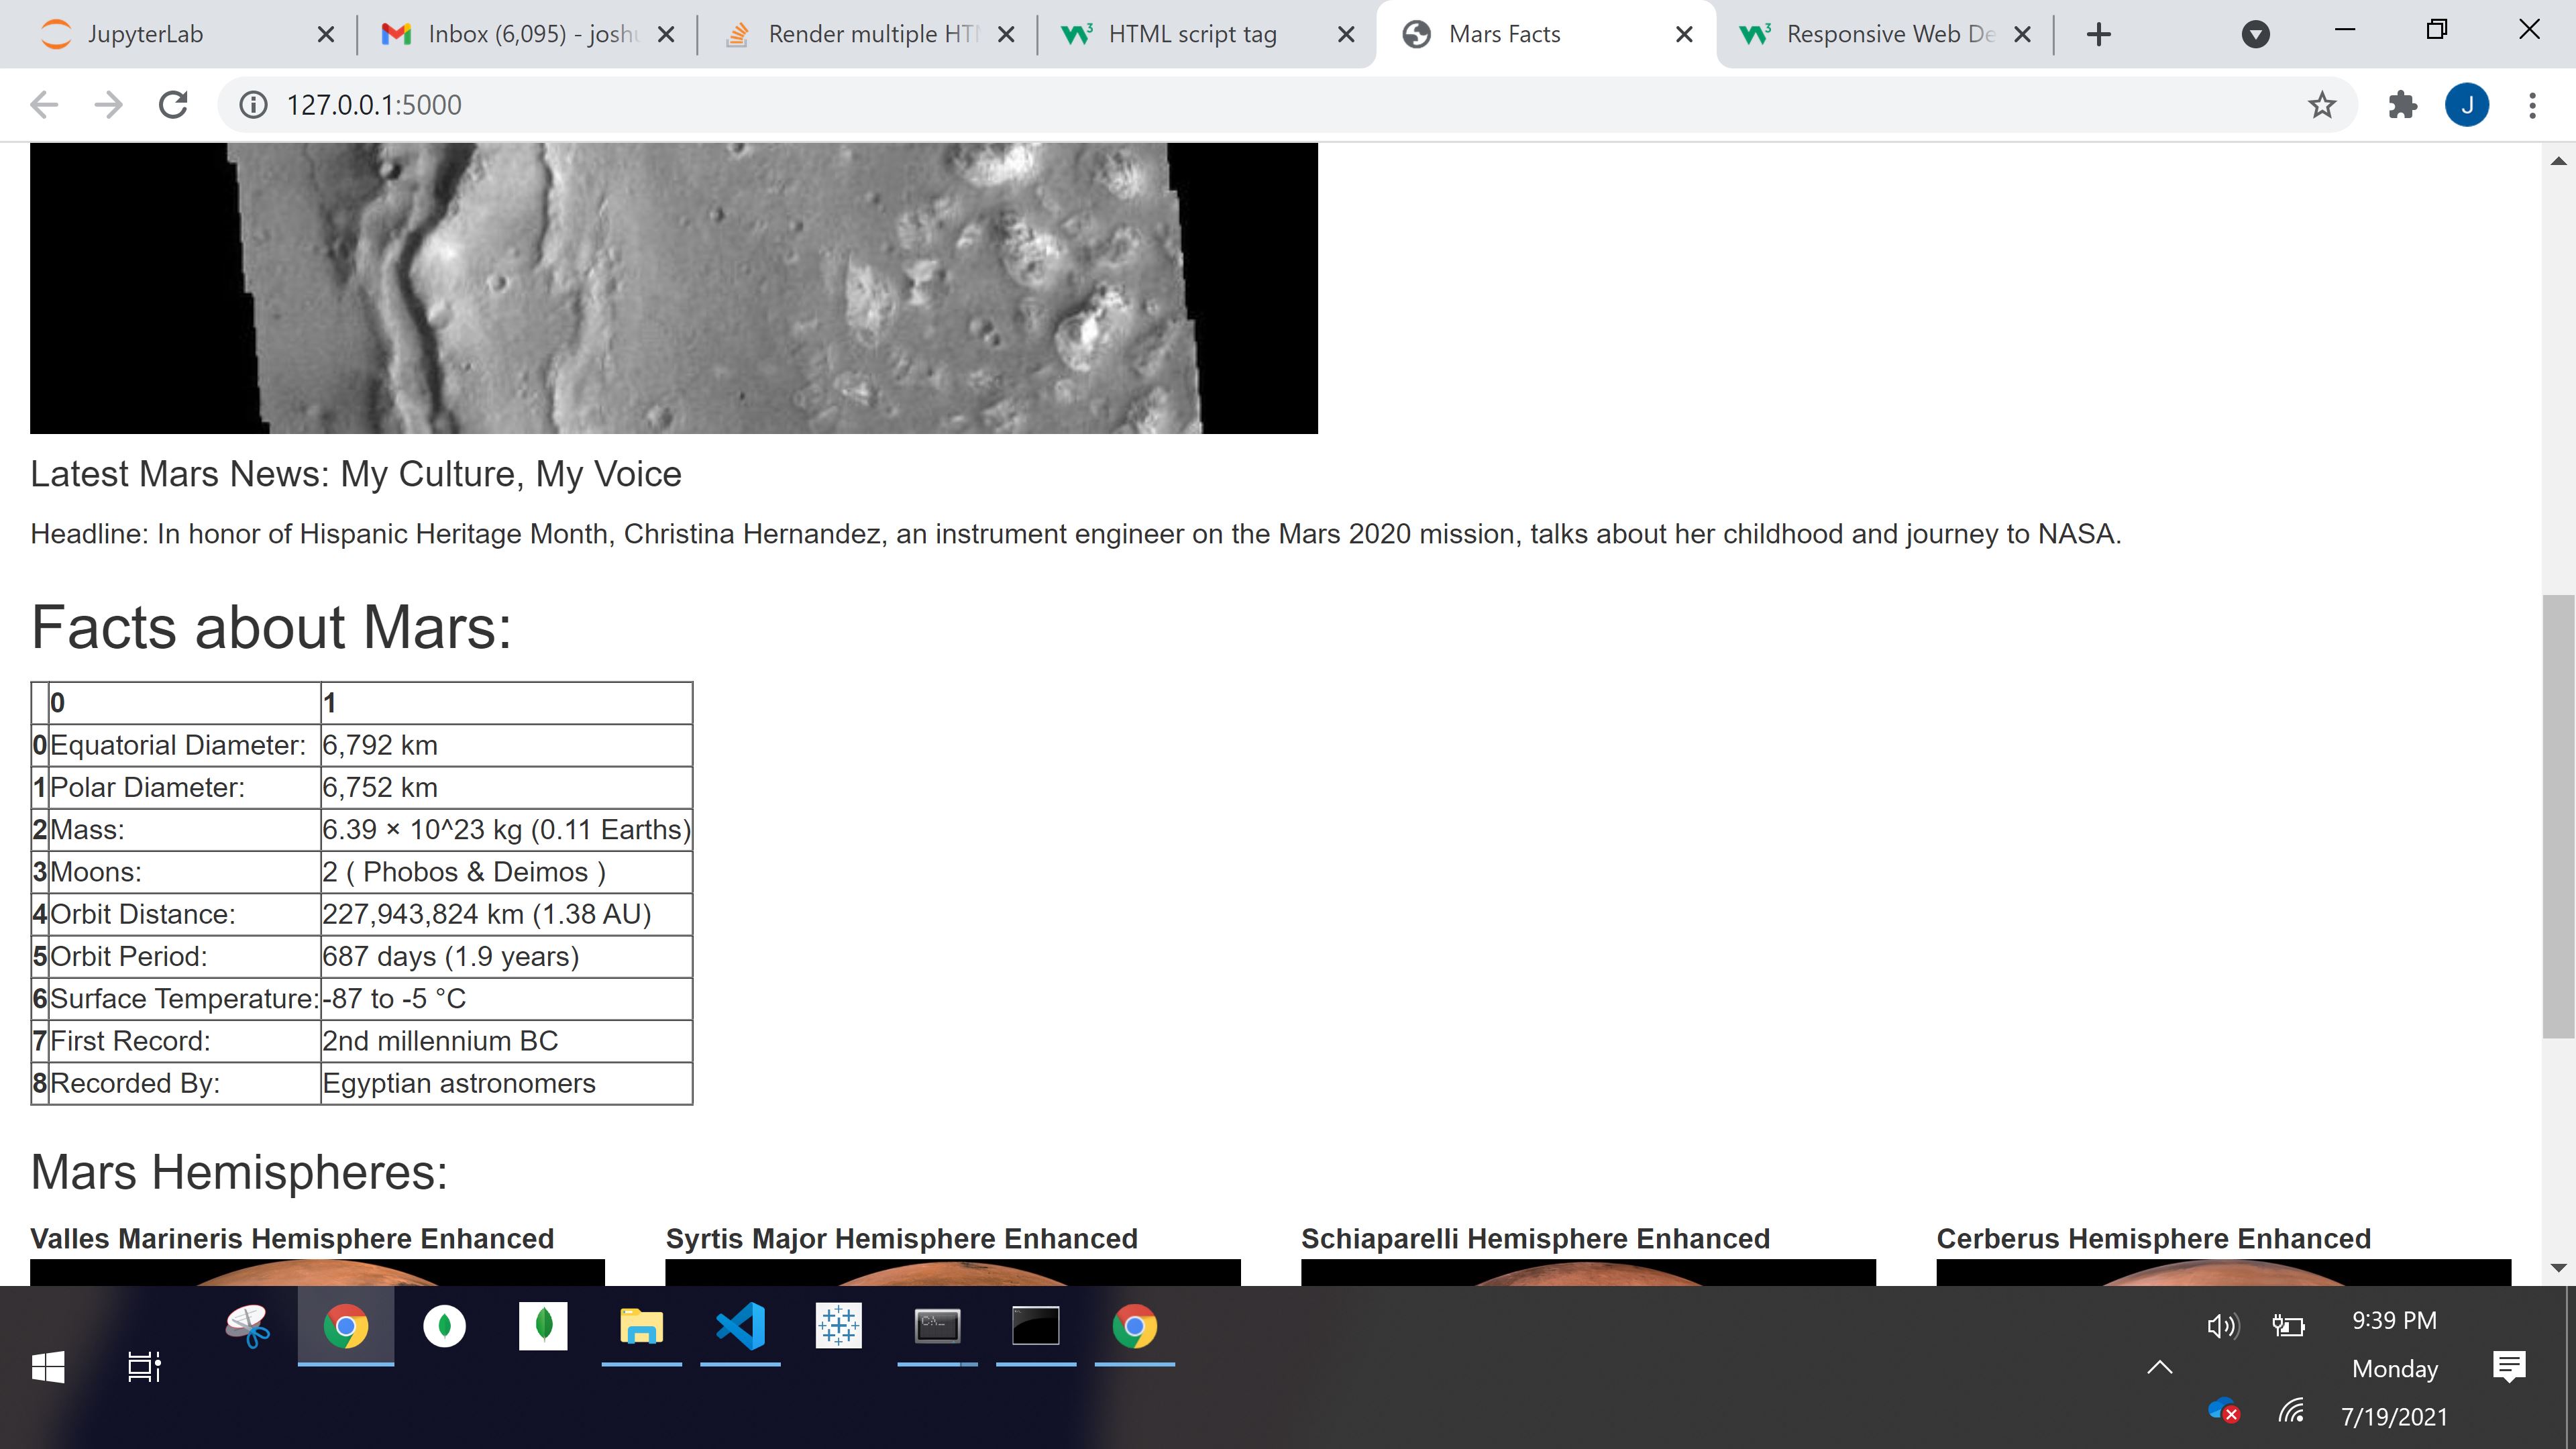 JupyterLab
Inbox (6,095) - josh
Render multiple HT
HTML script tag
Mars Facts
Responsive Web De
127.0.0.1:5000
J
Latest Mars News: My Culture, My Voice
Headline: In honor of Hispanic Heritage Month, Christina Hernandez, an instrument engineer on the Mars 2020 mission, talks about her childhood and journey to NASA.
Facts about Mars:
0 1
0 Equatorial Diameter: 6,792 km
1 Polar Diameter: 6,752 km
2 Mass: 6.39 × 10^23 kg (0.11 Earths)
3 Moons: 2 ( Phobos & Deimos )
4 Orbit Distance: 227,943,824 km (1.38 AU)
5 Orbit Period: 687 days (1.9 years)
6 Surface Temperature: -87 to -5 °C
7 First Record: 2nd millennium BC
8 Recorded By: Egyptian astronomers
Mars Hemispheres:
Valles Marineris Hemisphere Enhanced
Syrtis Major Hemisphere Enhanced
Schiaparelli Hemisphere Enhanced
Cerberus Hemisphere Enhanced
9:39 PM
Monday
7/19/2021